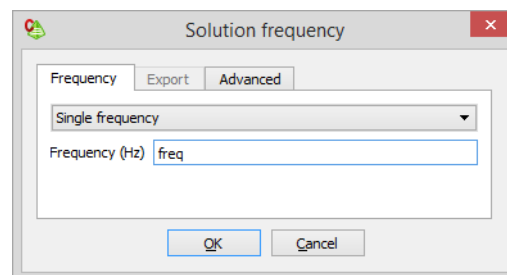 Solution frequency
Frequency Export Advanced
Single frequency
Frequency (Hz) freq
OK Cancel